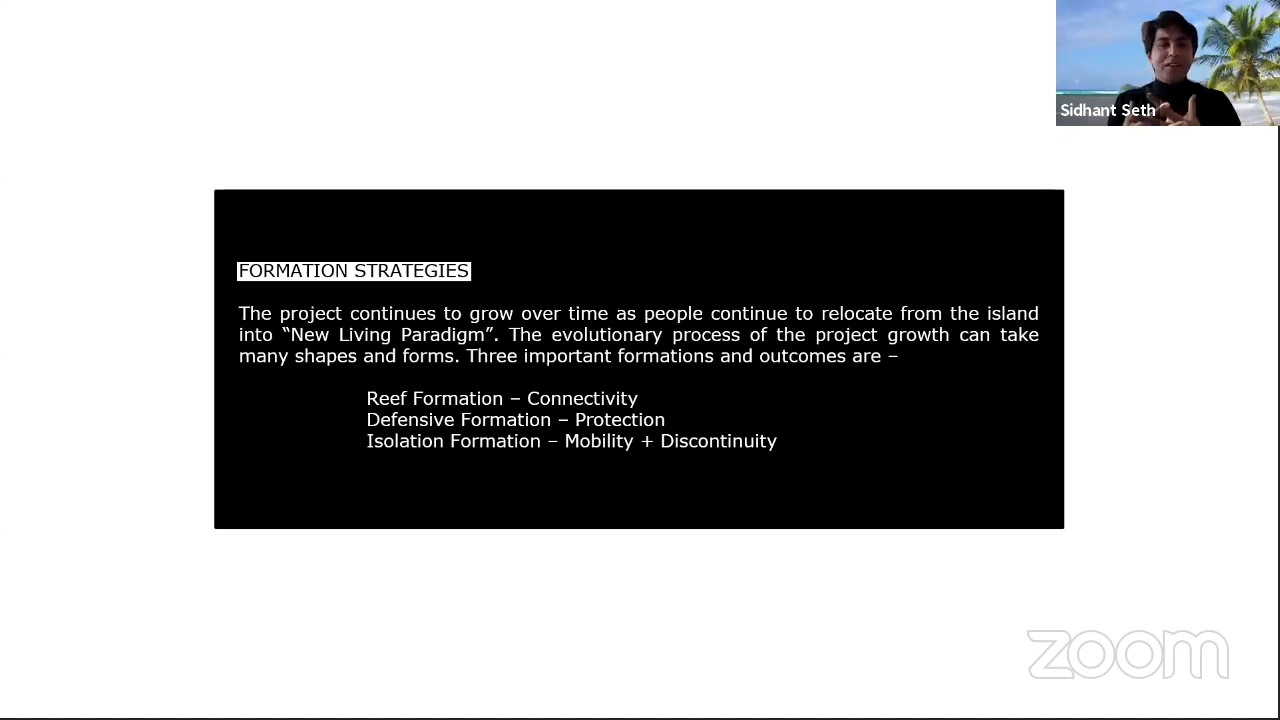 Sidhant Seth
FORMATION STRATEGIES
The project continues to grow over time as people continue to relocate from the island
into “New Living Paradigm”. The evolutionary process of the project growth can take
many shapes and forms. Three important formations and outcomes are –
Reef Formation – Connectivity
Defensive Formation – Protection
Isolation Formation – Mobility + Discontinuity
zoom